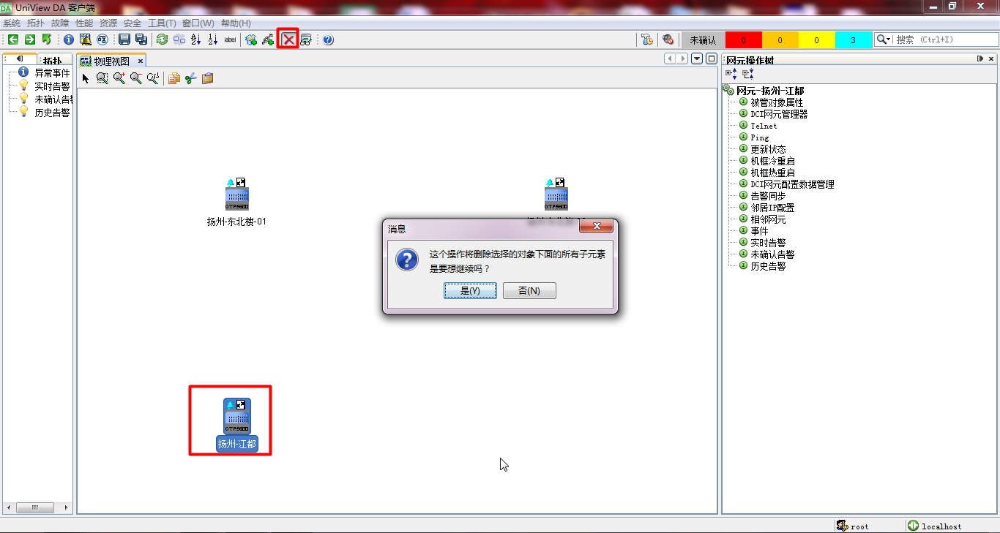 DA UniView DA 客户端
系统 拓扑 故障 性能 资源 安全 工具(T) 窗口(W) 帮助(H)
label
未确认 0 0 0 3 搜索 (Ctrl+I)
拓扑
异常事件
实时告警
未确认告警
历史告警
物理视图
OTPS600
扬州-东北楼-01
OTPS600
消息
这个操作将删除选择的对象下面的所有子元素
是要想继续吗？
是(Y) 否(N)
OTPS600
扬州-江都
网元操作树
网元-扬州-江都
被管对象属性
DCI网元管理器
Telnet
Ping
更新状态
机框冷重启
机框热重启
DCI网元配置数据管理
告警同步
邻居IP配置
相邻网元
事件
实时告警
未确认告警
历史告警
root localhost